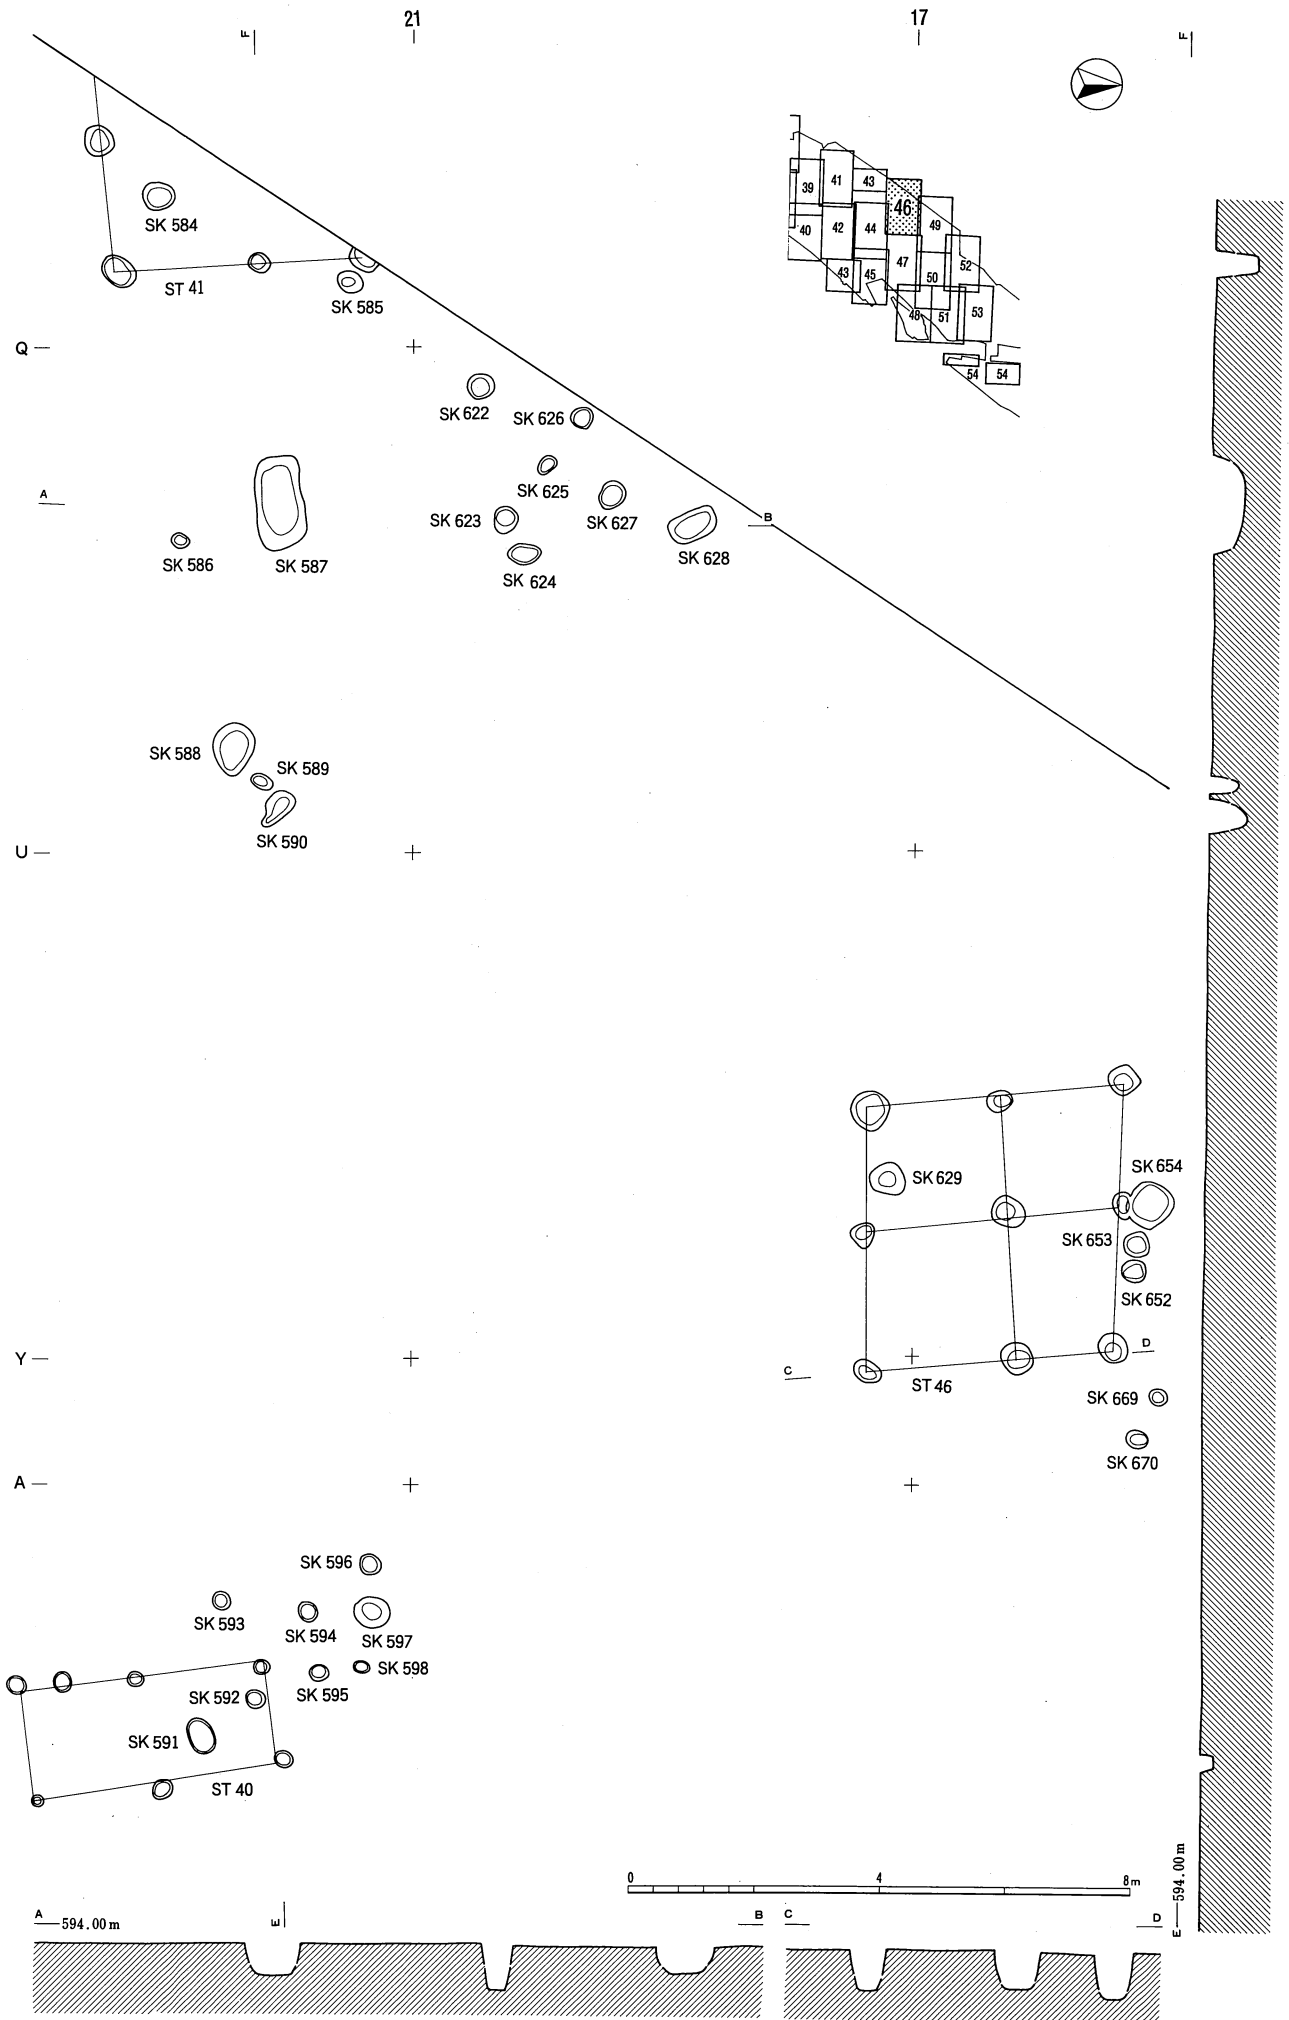 21
17
F
F
SK 584
ST 41
SK 585
39
41
43
46
40
42
44
49
43
45
47
50
52
48
51
53
54
54
Q
SK 622
SK 626
A
SK 625
SK 623
SK 627
B
SK 586
SK 587
SK 624
SK 628
SK 588
SK 589
SK 590
U
SK 654
SK 629
SK 653
SK 652
Y
C
D
ST 46
SK 669
SK 670
A
SK 596
SK 593
SK 594
SK 597
SK 592
SK 595
SK 598
SK 591
ST 40
0 4 8m
A
594.00m
E
B
C
D
E
594.00m